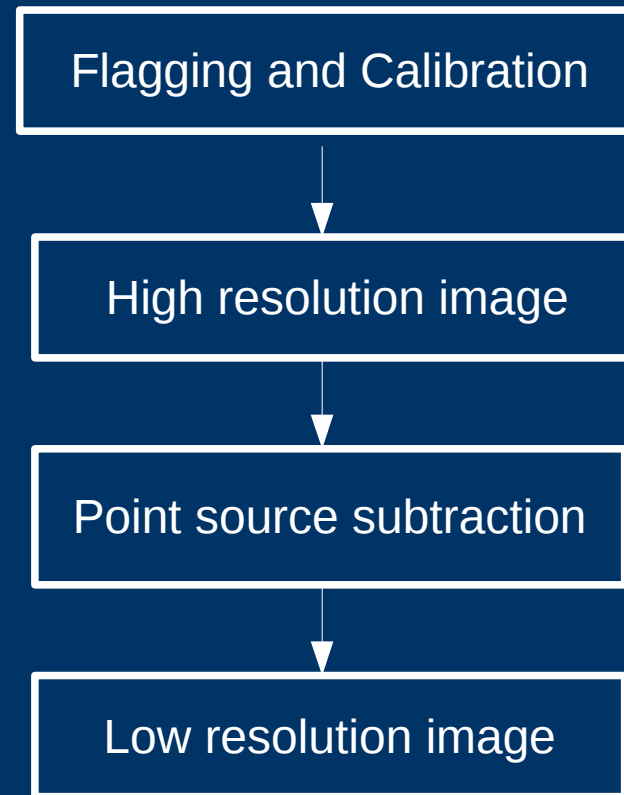 Flagging and Calibration
High resolution image
Point source subtraction
Low resolution image